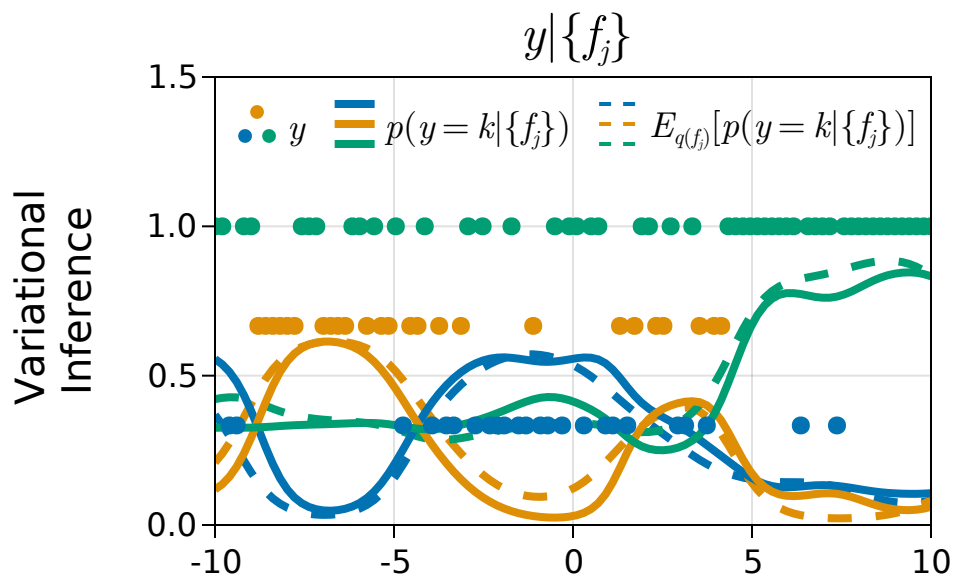 y|{f_j}
Variational
Inference
1.5
1.0
0.5
0.0
y
p(y = k|{f_j})
E_{q(f_j)}[p(y = k|{f_j})]
-10
-5
0
5
10